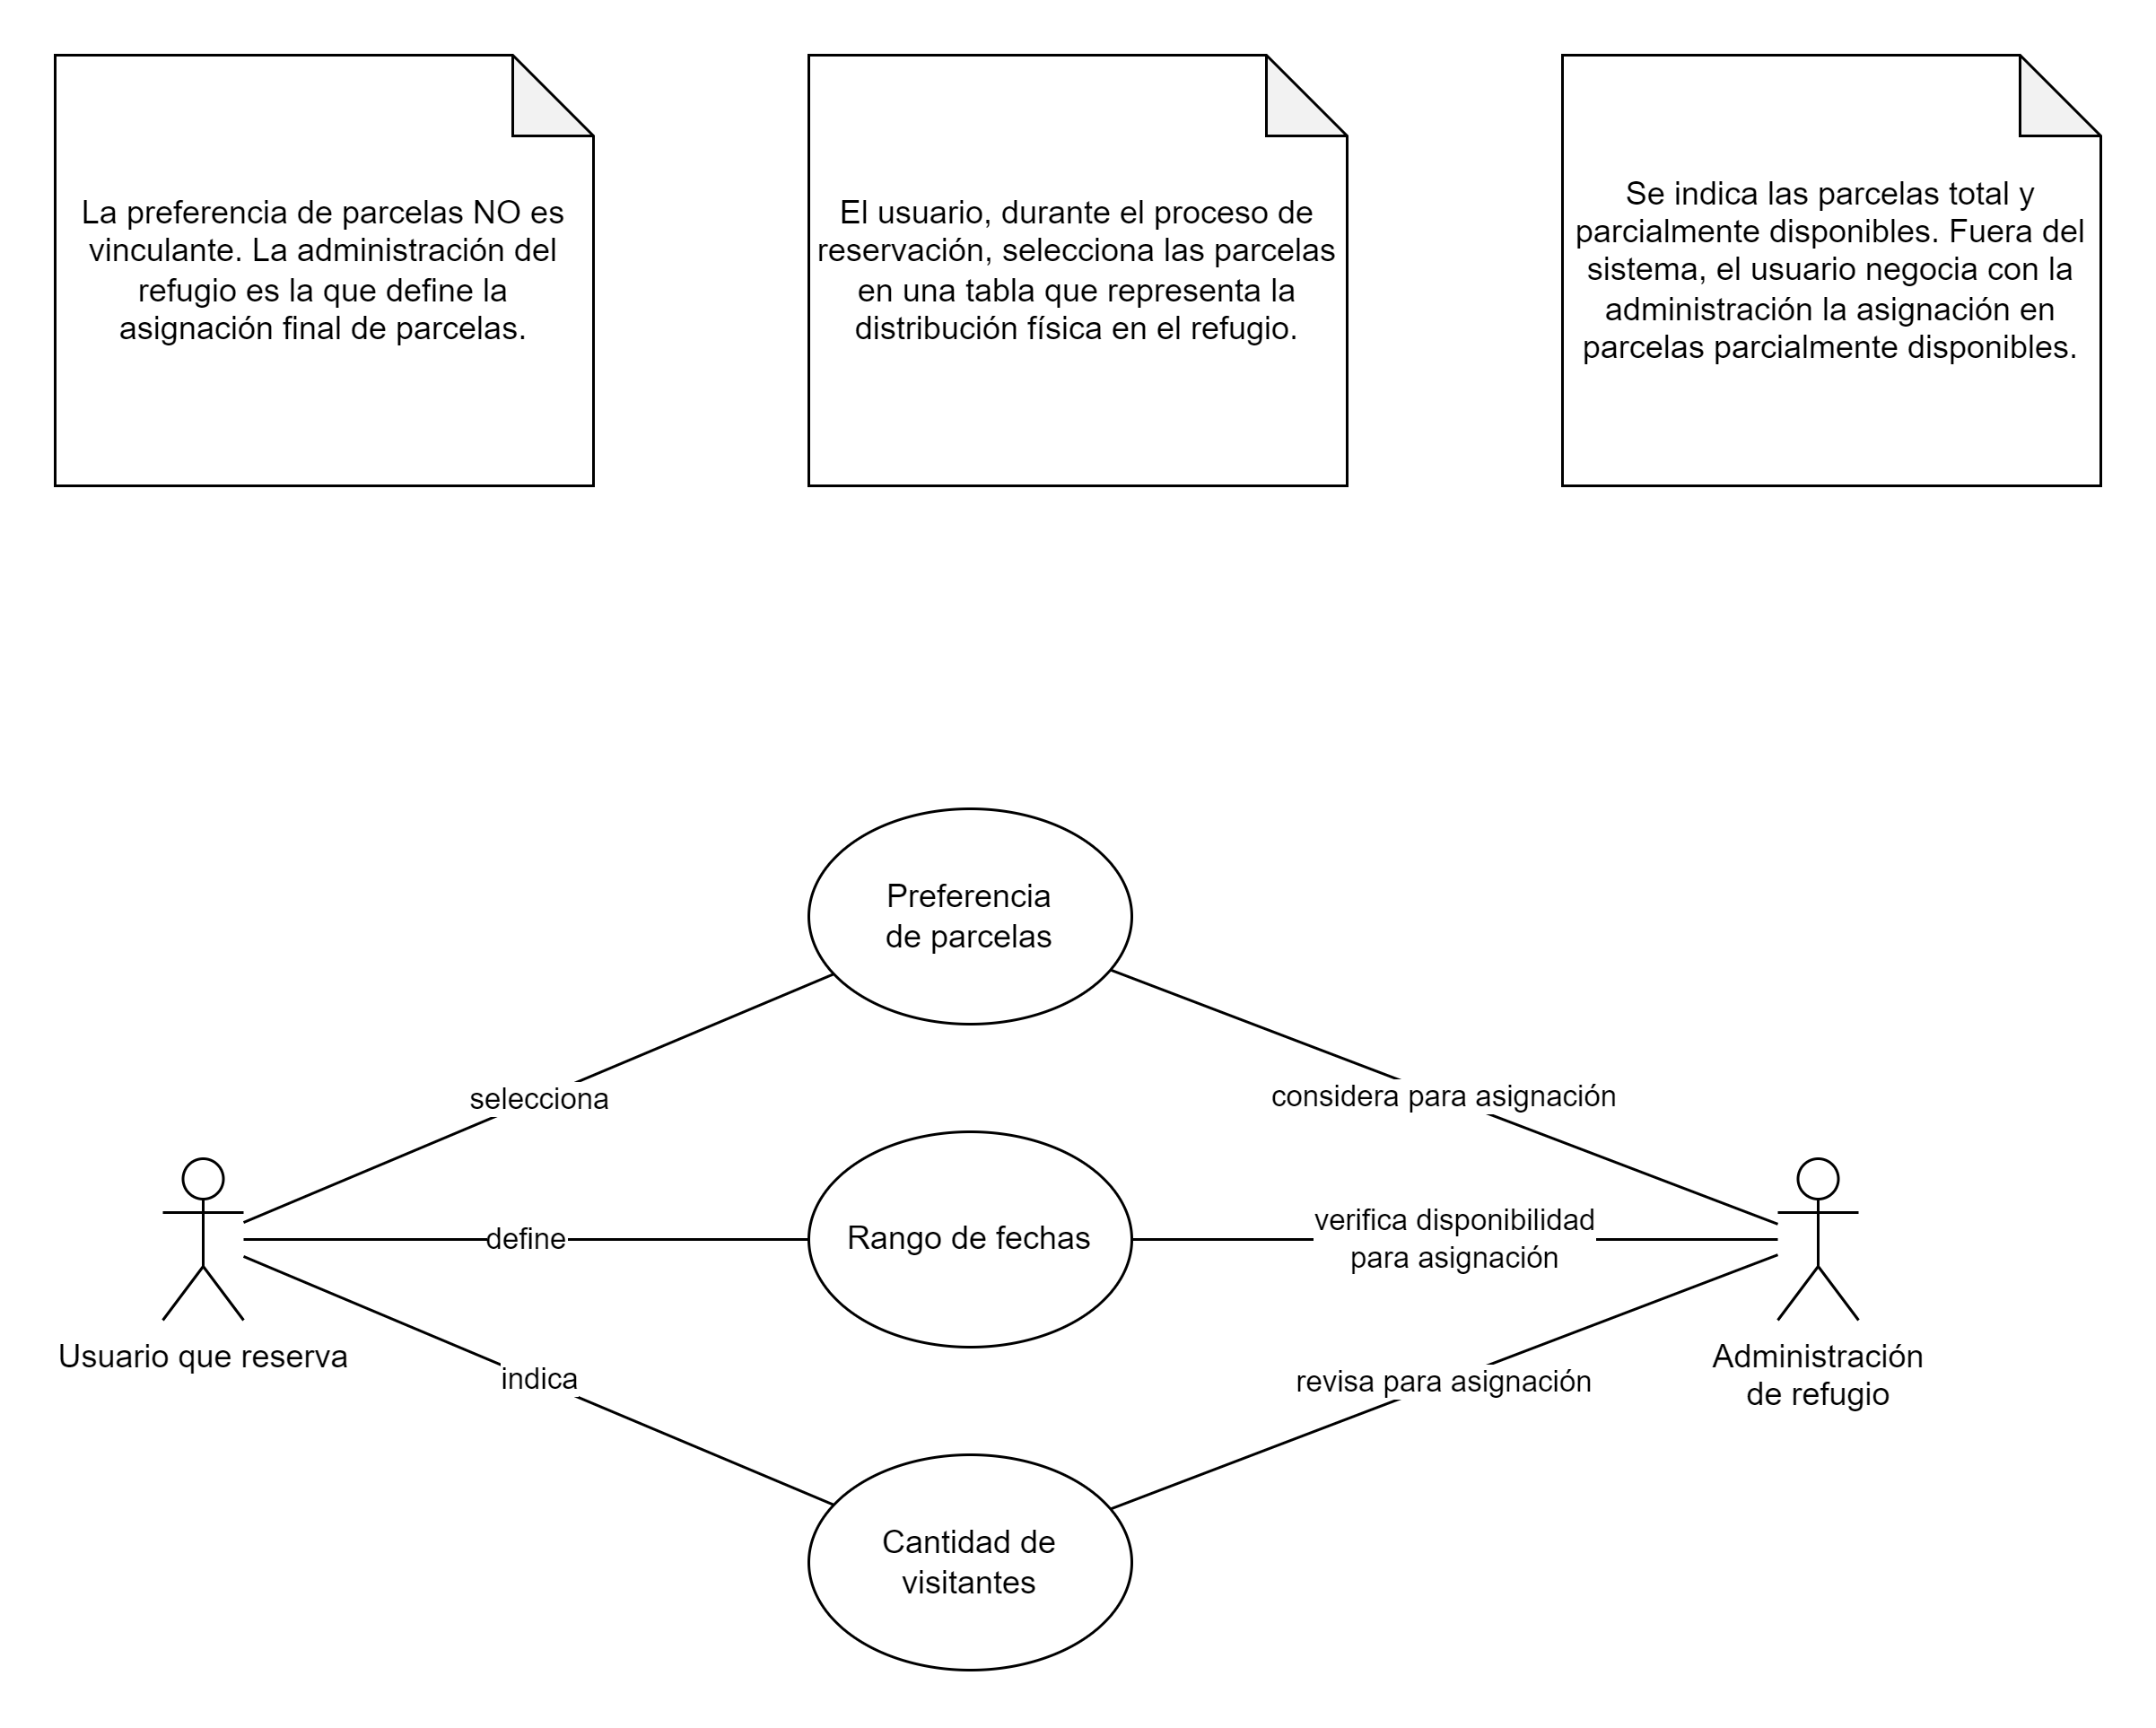 La preferencia de parcelas NO es
vinculante. La administración del
refugio es la que define la
asignación final de parcelas.
El usuario, durante el proceso de
reservación, selecciona las parcelas
en una tabla que representa la
distribución física en el refugio.
Se indica las parcelas total y
parcialmente disponibles. Fuera del
sistema, el usuario negocia con la
administración la asignación en
parcelas parcialmente disponibles.
Preferencia
de parcelas
selecciona
considera para asignación
define
Rango de fechas
verifica disponibilidad
para asignación
Usuario que reserva
Administración
de refugio
indica
revisa para asignación
Cantidad de
visitantes